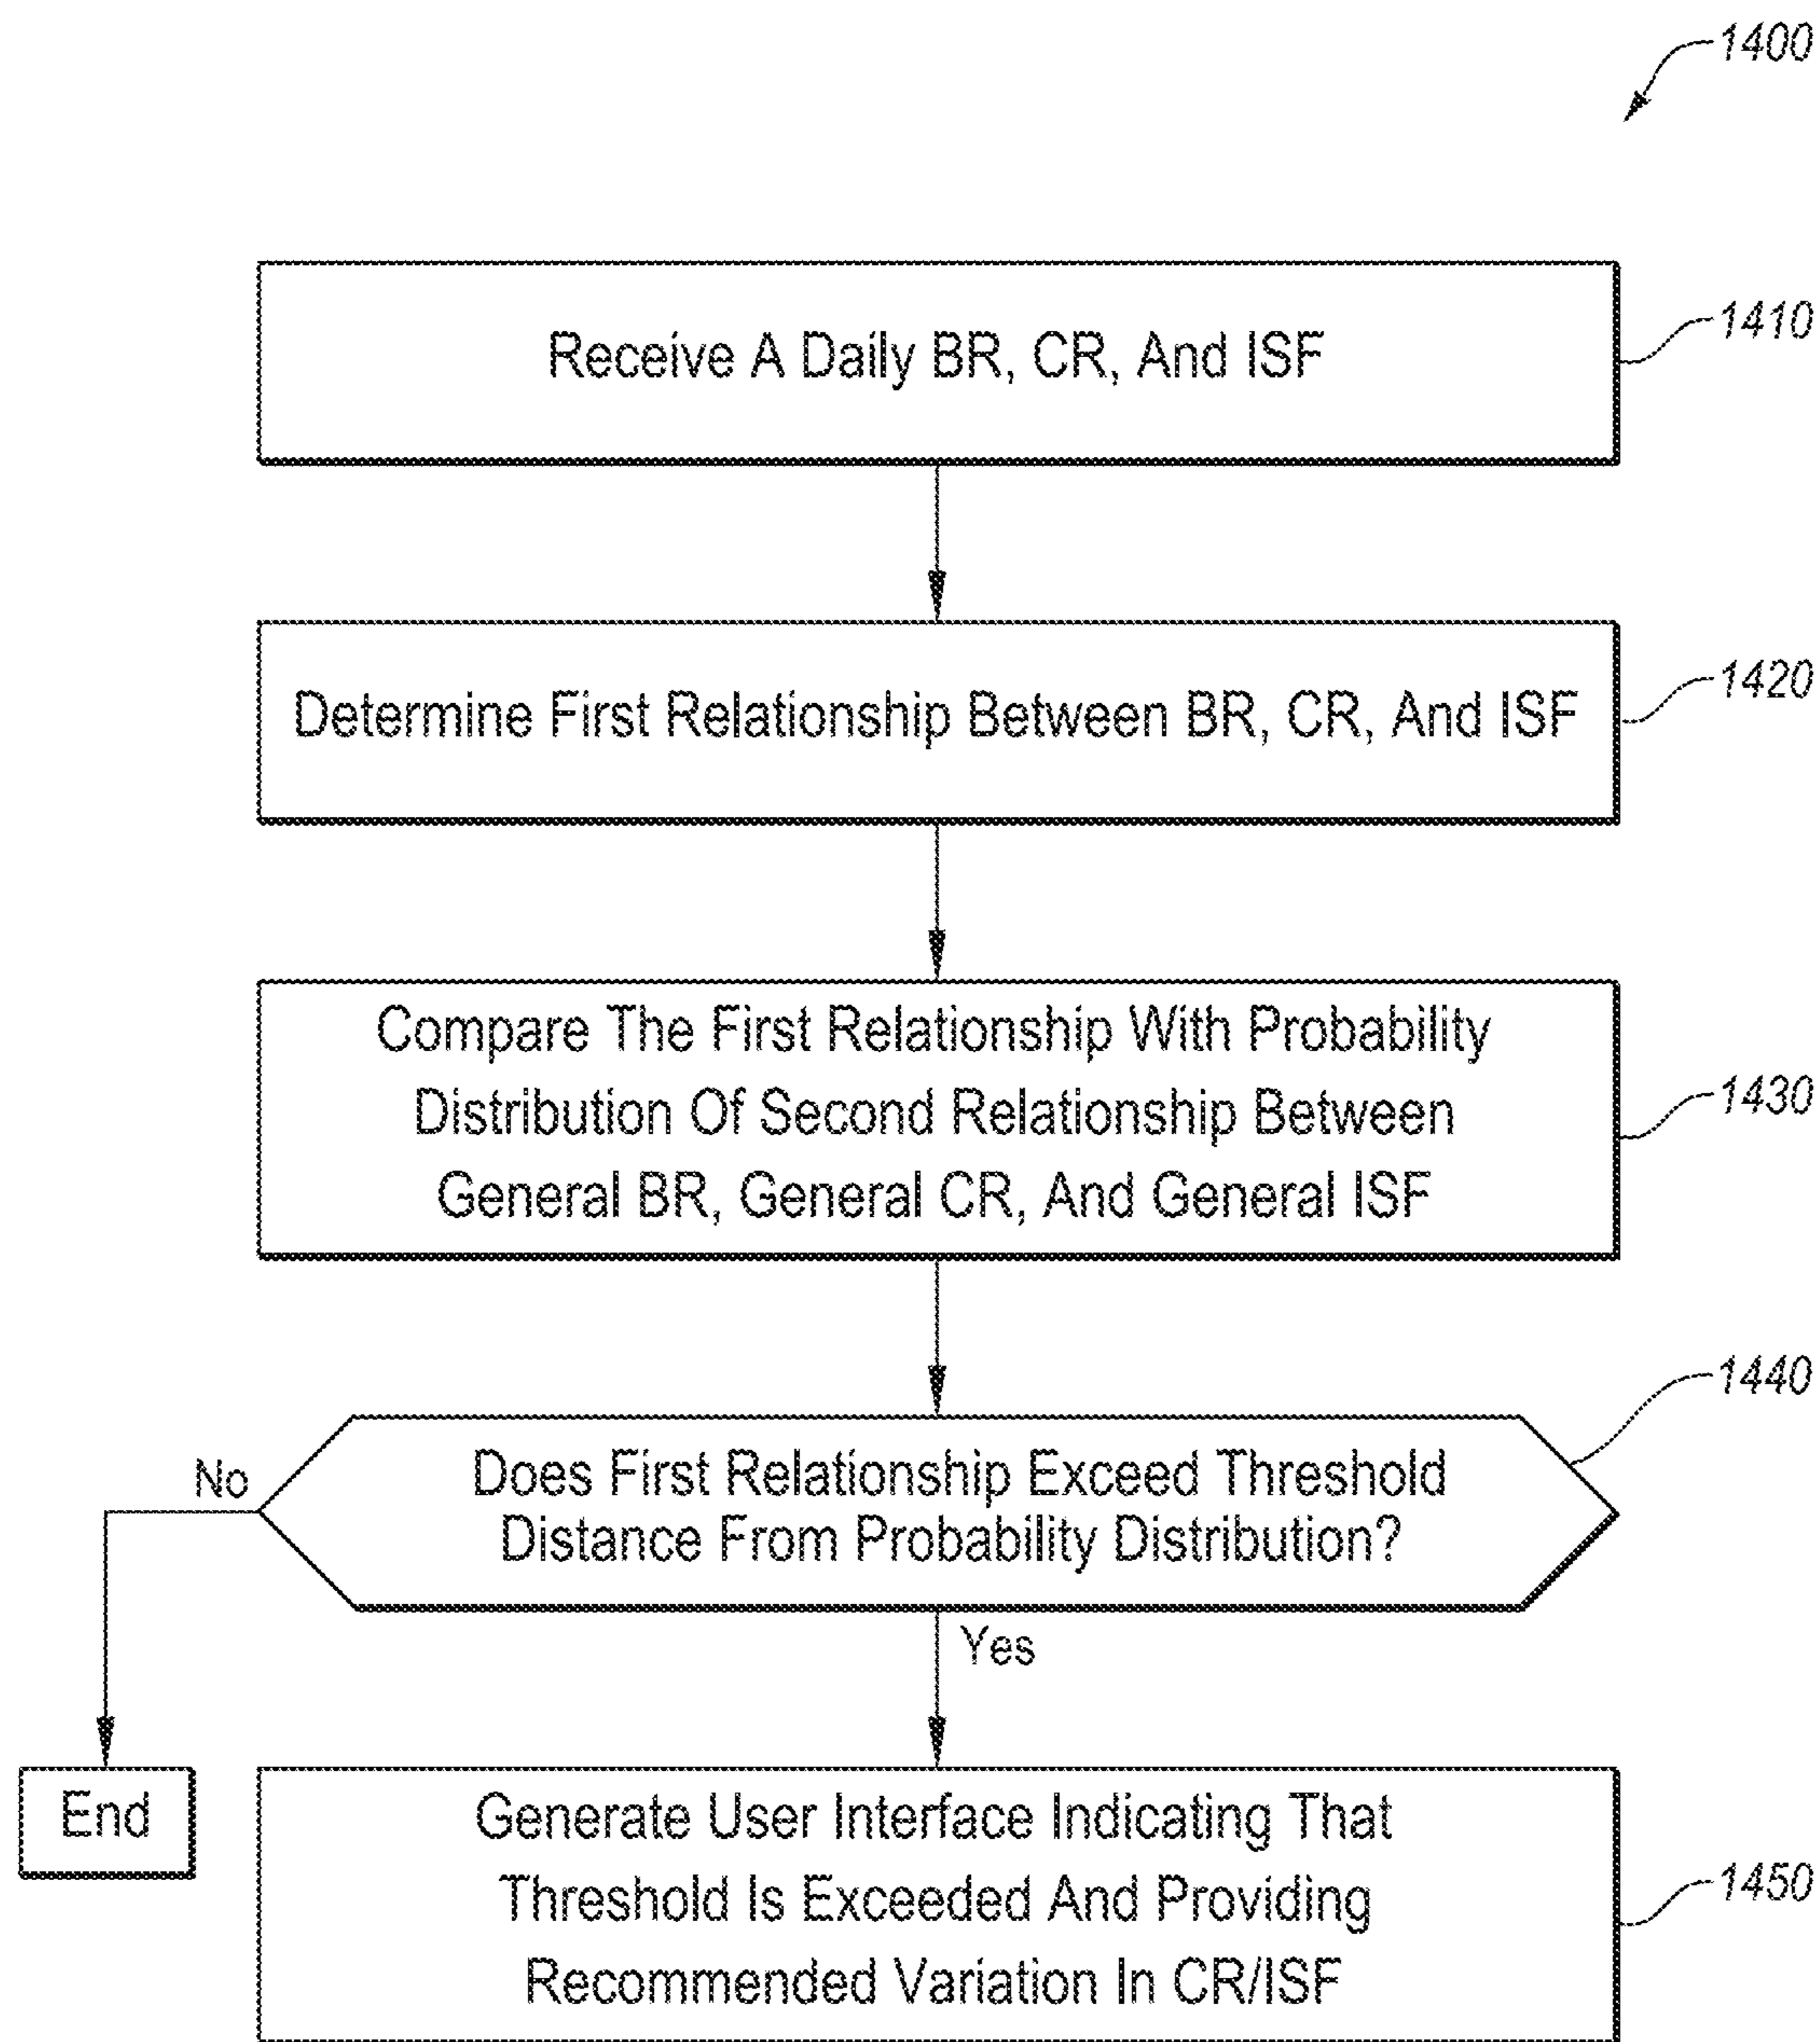 1400
Receive A Daily BR, CR, And ISF
1410
Determine First Relationship Between BR, CR, And ISF
1420
Compare The First Relationship With Probability
Distribution Of Second Relationship Between
General BR, General CR, And General ISF
1430
1440
Does First Relationship Exceed Threshold
Distance From Probability Distribution?
No
Yes
End
Generate User Interface Indicating That
Threshold Is Exceeded And Providing
Recommended Variation In CR/ISF
1450